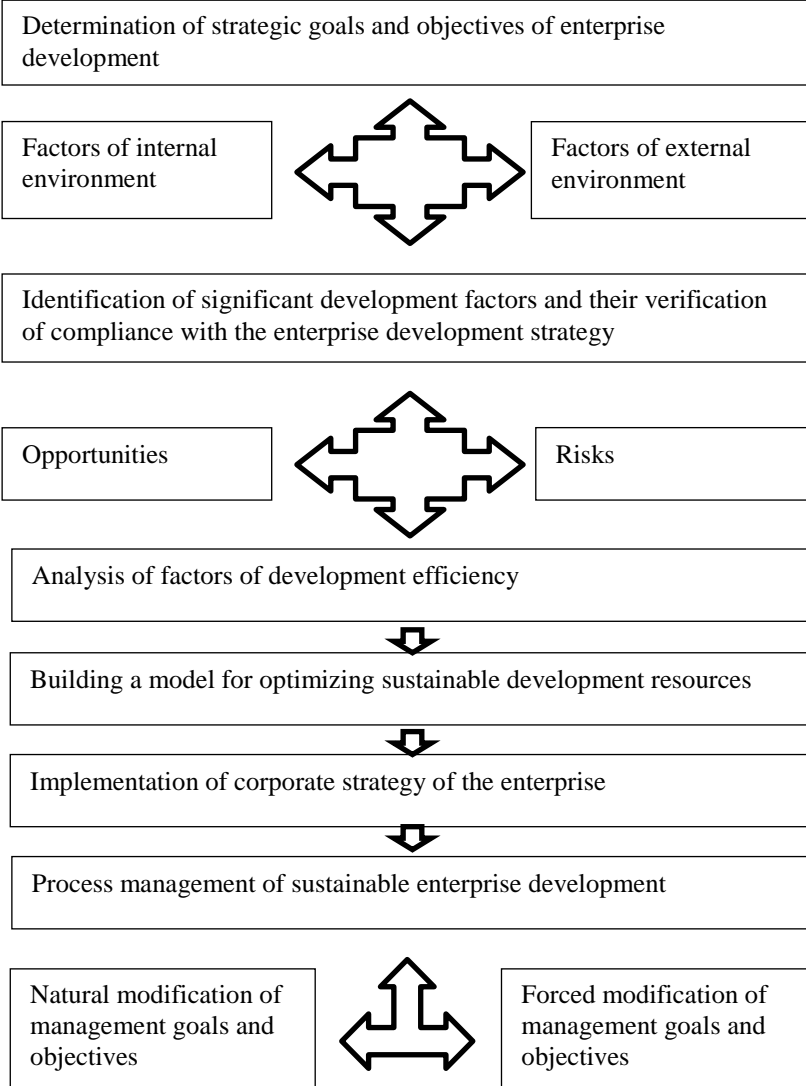 Determination of strategic goals and objectives of enterprise
development
Factors of internal
environment
Factors of external
environment
Identification of significant development factors and their verification
of compliance with the enterprise development strategy
Opportunities
Risks
Analysis of factors of development efficiency
Building a model for optimizing sustainable development resources
Implementation of corporate strategy of the enterprise
Process management of sustainable enterprise development
Natural modification of
management goals and
objectives
Forced modification of
management goals and
objectives